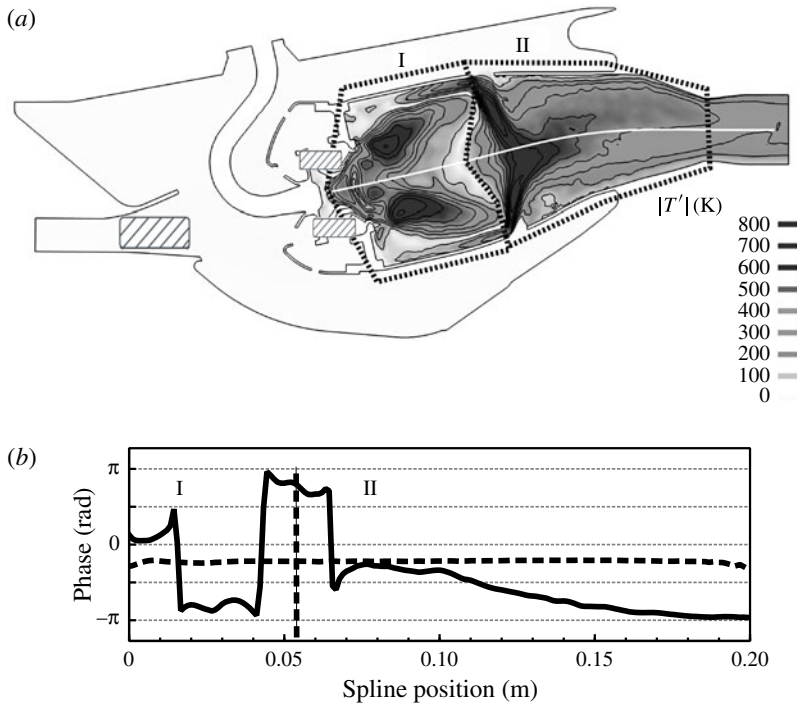 (a)
I
II
|T′| (K)
800
700
600
500
400
300
200
100
0
(b)
Phase (rad)
π
0
−π
I
II
0
0.05
0.10
0.15
0.20
Spline position (m)